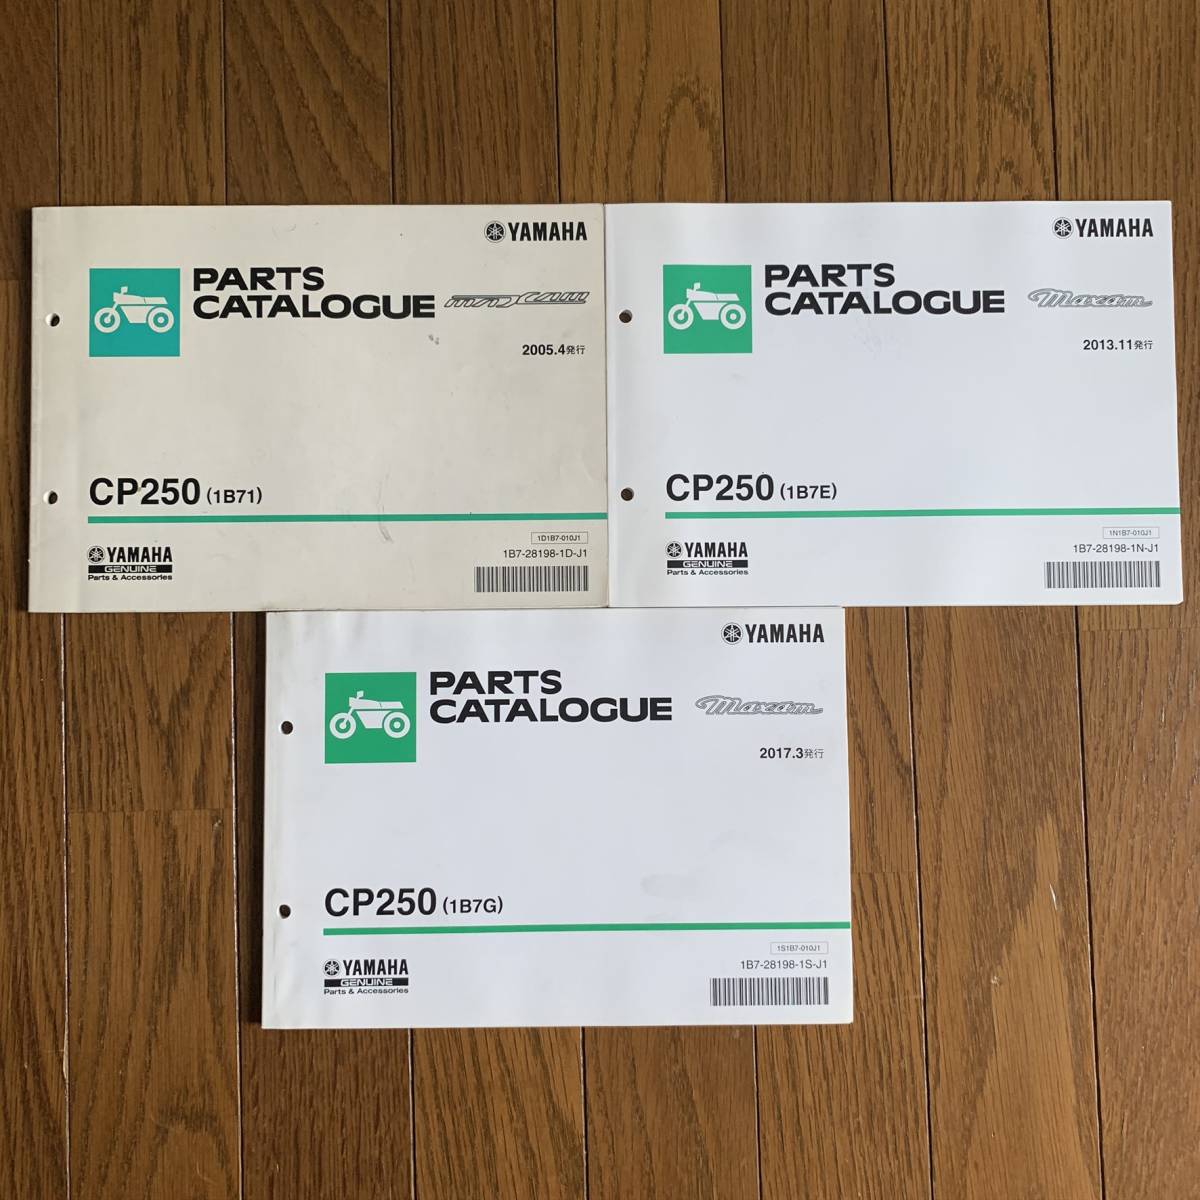 YAMAHA
PARTS
CATALOGUE
MAXAM
2005.4発行
CP250 (1B71)
1D1B7-010J1
YAMAHA
1B7-28198-1D-J1
GENUINE
Parts & Accessories
YAMAHA
PARTS
CATALOGUE
Maxam
2013.11発行
CP250 (1B7E)
1N1B7-010J1
YAMAHA
1B7-28198-1N-J1
GENUINE
Parts & Accessories
YAMAHA
PARTS
CATALOGUE
Maxam
2017.3発行
CP250 (1B7G)
1S1B7-010J1
YAMAHA
1B7-28198-1S-J1
GENUINE
Parts & Accessories